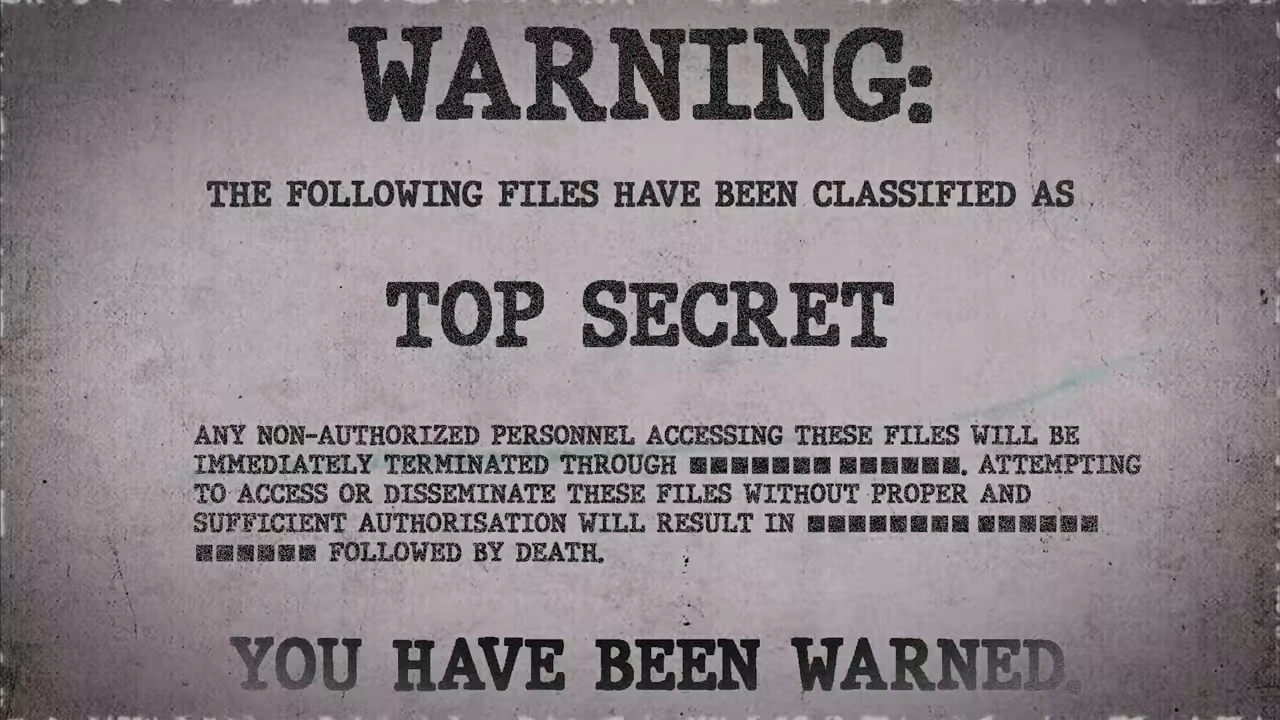 WARNING:
THE FOLLOWING FILES HAVE BEEN CLASSIFIED AS
TOP SECRET
ANY NON-AUTHORIZED PERSONNEL ACCESSING THESE FILES WILL BE
IMMEDIATELY TERMINATED THROUGH ■■■■■■■ ■■■■■■. ATTEMPTING
TO ACCESS OR DISSEMINATE THESE FILES WITHOUT PROPER AND
SUFFICIENT AUTHORISATION WILL RESULT IN ■■■■■■■■ ■■■■■■
■■■■■■ FOLLOWED BY DEATH.
YOU HAVE BEEN WARNED.